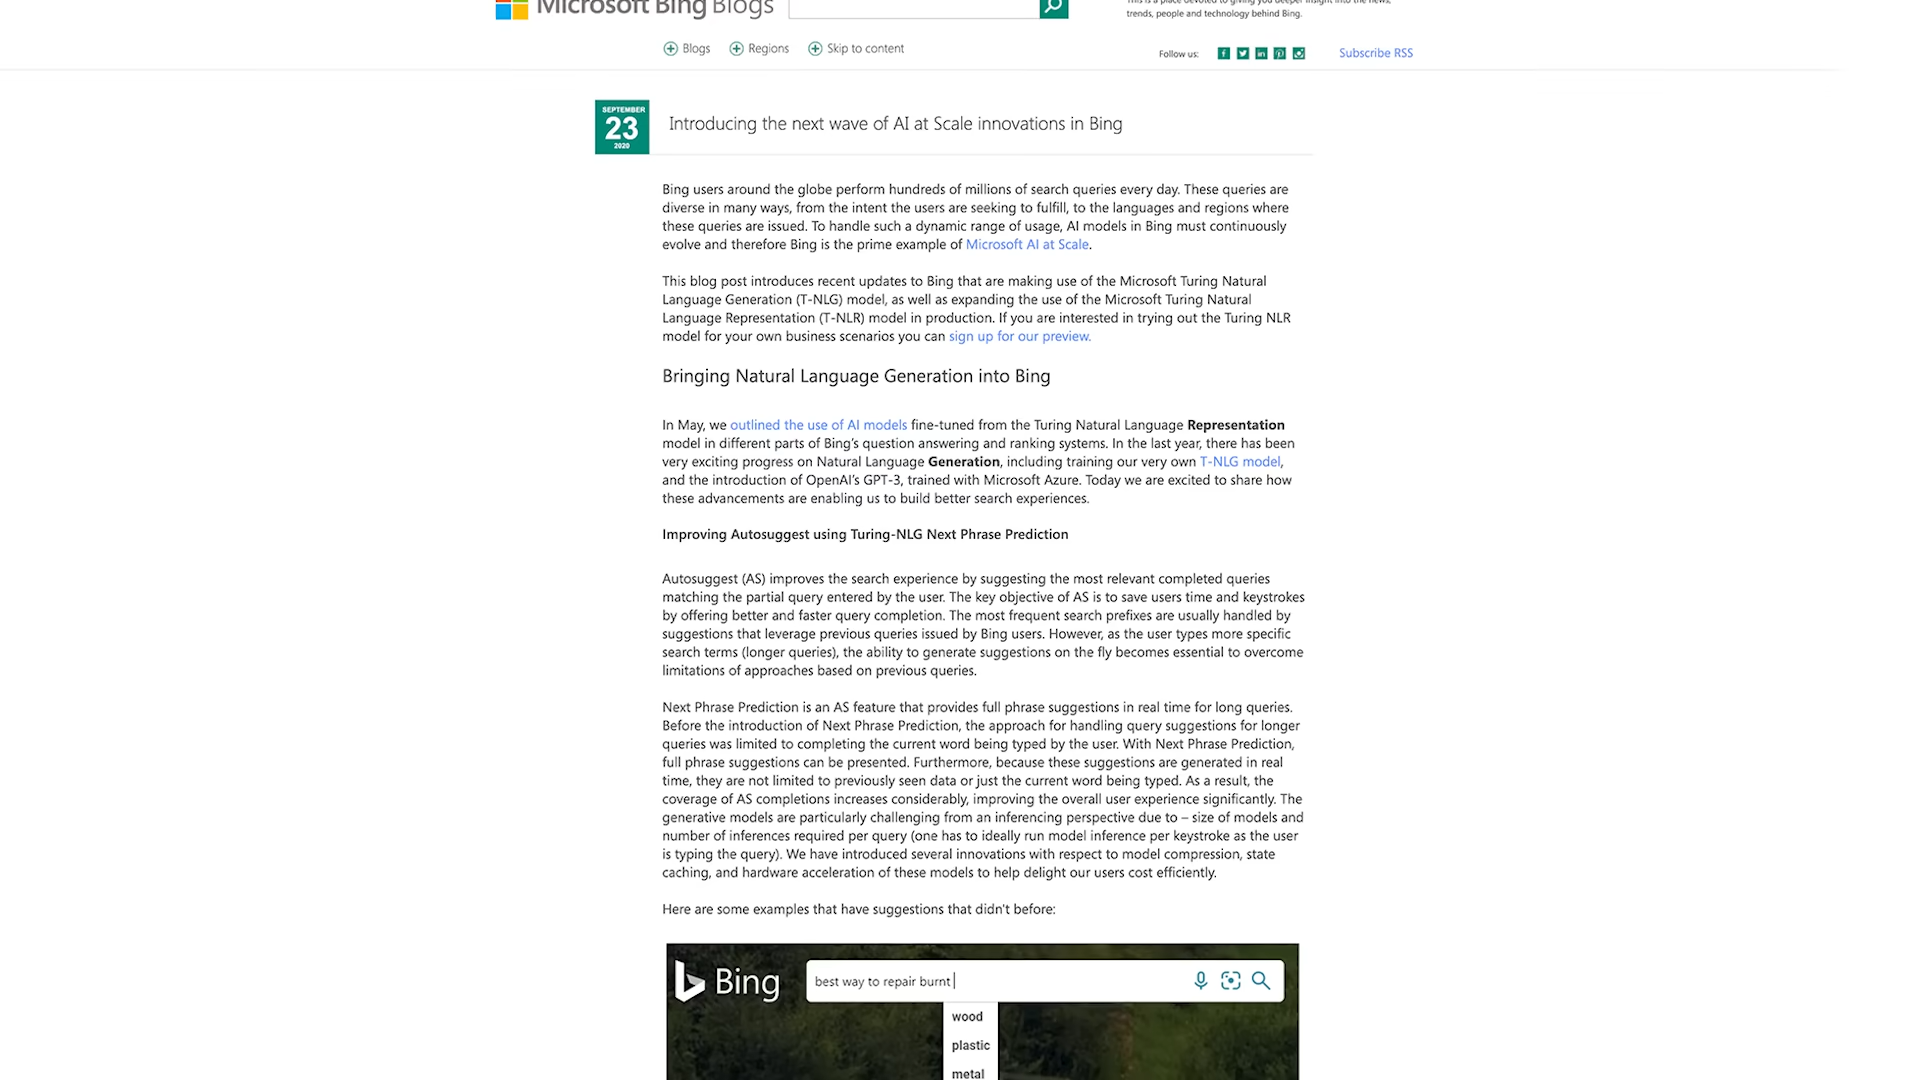 Microsoft Bing Blogs
This is a place devoted to giving you deeper insight into the news,
trends, people and technology behind Bing.
Blogs Regions Skip to content
Follow us:
Subscribe RSS
SEPTEMBER
23
2020
Introducing the next wave of AI at Scale innovations in Bing
Bing users around the globe perform hundreds of millions of search queries every day. These queries are
diverse in many ways, from the intent the users are seeking to fulfill, to the languages and regions where
these queries are issued. To handle such a dynamic range of usage, AI models in Bing must continuously
evolve and therefore Bing is the prime example of Microsoft AI at Scale.
This blog post introduces recent updates to Bing that are making use of the Microsoft Turing Natural
Language Generation (T-NLG) model, as well as expanding the use of the Microsoft Turing Natural
Language Representation (T-NLR) model in production. If you are interested in trying out the Turing NLR
model for your own business scenarios you can sign up for our preview.
Bringing Natural Language Generation into Bing
In May, we outlined the use of AI models fine-tuned from the Turing Natural Language Representation
model in different parts of Bing's question answering and ranking systems. In the last year, there has been
very exciting progress on Natural Language Generation, including training our very own T-NLG model,
and the introduction of OpenAI's GPT-3, trained with Microsoft Azure. Today we are excited to share how
these advancements are enabling us to build better search experiences.
Improving Autosuggest using Turing-NLG Next Phrase Prediction
Autosuggest (AS) improves the search experience by suggesting the most relevant completed queries
matching the partial query entered by the user. The key objective of AS is to save users time and keystrokes
by offering better and faster query completion. The most frequent search prefixes are usually handled by
suggestions that leverage previous queries issued by Bing users. However, as the user types more specific
search terms (longer queries), the ability to generate suggestions on the fly becomes essential to overcome
limitations of approaches based on previous queries.
Next Phrase Prediction is an AS feature that provides full phrase suggestions in real time for long queries.
Before the introduction of Next Phrase Prediction, the approach for handling query suggestions for longer
queries was limited to completing the current word being typed by the user. With Next Phrase Prediction,
full phrase suggestions can be presented. Furthermore, because these suggestions are generated in real
time, they are not limited to previously seen data or just the current word being typed. As a result, the
coverage of AS completions increases considerably, improving the overall user experience significantly. The
generative models are particularly challenging from an inferencing perspective due to – size of models and
number of inferences required per query (one has to ideally run model inference per keystroke as the user
is typing the query). We have introduced several innovations with respect to model compression, state
caching, and hardware acceleration of these models to help delight our users cost efficiently.
Here are some examples that have suggestions that didn't before:
Bing
best way to repair burnt
wood
plastic
metal